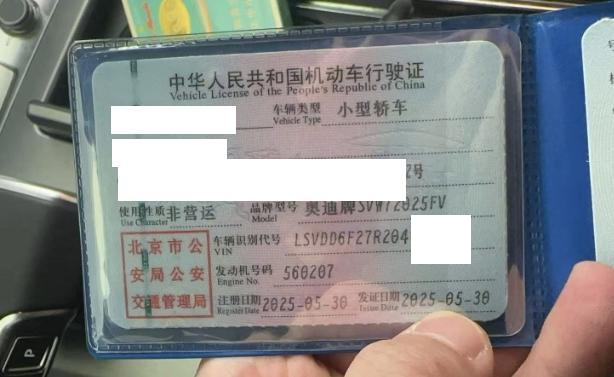 中华人民共和国机动车行驶证
Vehicle License of the People's Republic of China
车辆类型 小型轿车
Vehicle Type
号
使用性质 非营运 品牌型号 奥迪牌SVW72025FV
Use Character Model
北京市公安局公安交通管理局
车辆识别代号 LSVDD6F27R204
VIN
发动机号码 560207
Engine No.
注册日期 2025-05-30 发证日期 2025-05-30
Register Date Issue Date
P